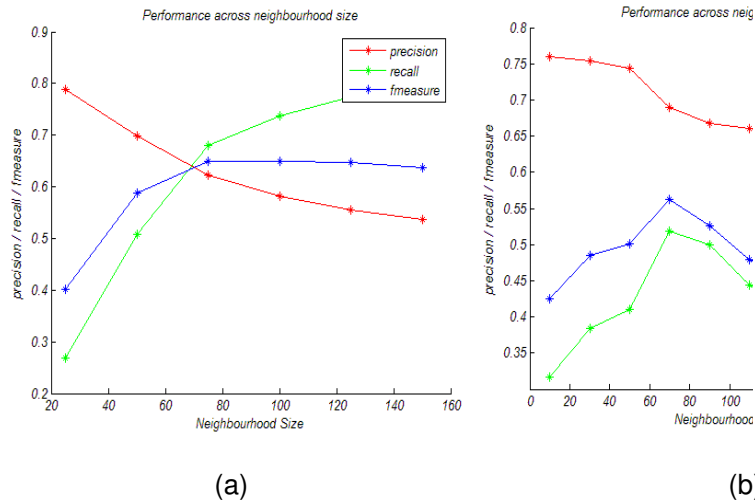 Performance across neighbourhood size
0.9
0.8
0.7
0.6
0.5
0.4
0.3
0.2
precision / recall / fmeasure
precision
recall
fmeasure
20 40 60 80 100 120 140 160
Neighbourhood Size
(a)
Performance across neig
0.8
0.75
0.7
0.65
0.6
0.55
0.5
0.45
0.4
0.35
precision / recall / fmeasure
0 20 40 60 80 100
Neighbourhood
(b)